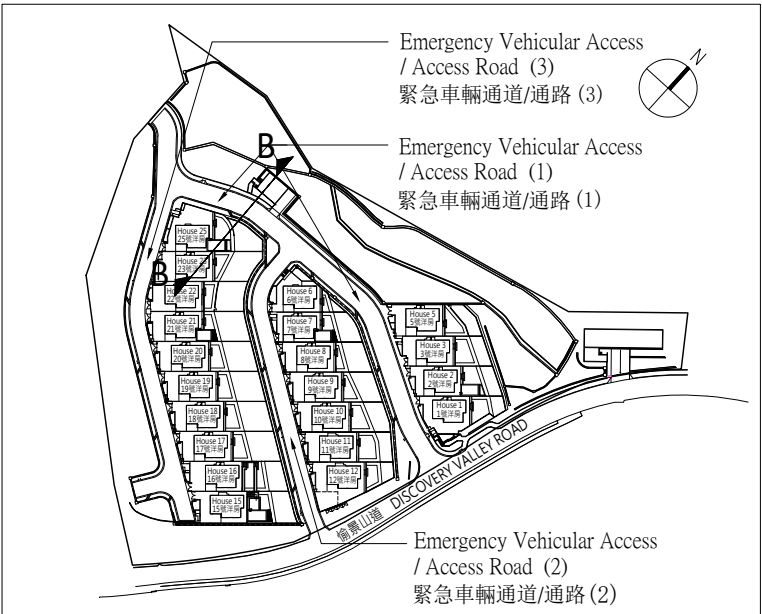 Emergency Vehicular Access
/ Access Road (3)
緊急車輛通道/通路 (3)
N
Emergency Vehicular Access
/ Access Road (1)
緊急車輛通道/通路 (1)
B
B
House 25
25號洋房
23號洋房
House 22
22號洋房
House 21
21號洋房
House 20
20號洋房
House 19
19號洋房
House 18
18號洋房
House 17
17號洋房
House 16
16號洋房
House 15
15號洋房
House 6
6號洋房
House 7
7號洋房
House 8
8號洋房
House 9
9號洋房
House 10
10號洋房
House 11
11號洋房
House 12
12號洋房
House 5
5號洋房
House 3
3號洋房
House 2
2號洋房
House 1
1號洋房
愉景山道 DISCOVERY VALLEY ROAD
Emergency Vehicular Access
/ Access Road (2)
緊急車輛通道/通路 (2)